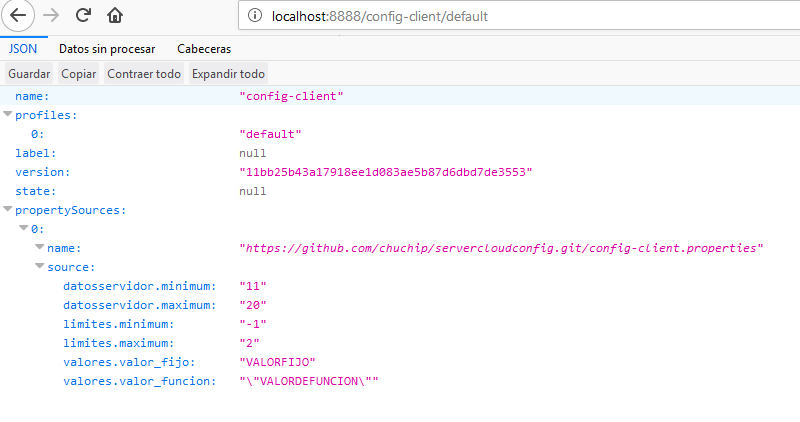 localhost:8888/config-client/default
JSON Datos sin procesar Cabeceras
Guardar Copiar Contraer todo Expandir todo
name: "config-client"
profiles:
0: "default"
label: null
version: "11bb25b43a17918ee1d083ae5b87d6dbd7de3553"
state: null
propertySources:
0:
name: "https://github.com/chuchip/servercloudconfig.git/config-client.properties"
source:
datosservidor.minimum: "11"
datosservidor.maximum: "20"
limites.minimum: "-1"
limites.maximum: "2"
valores.valor_fijo: "VALORFIJO"
valores.valor_funcion: "\"VALORDEFUNCION\""